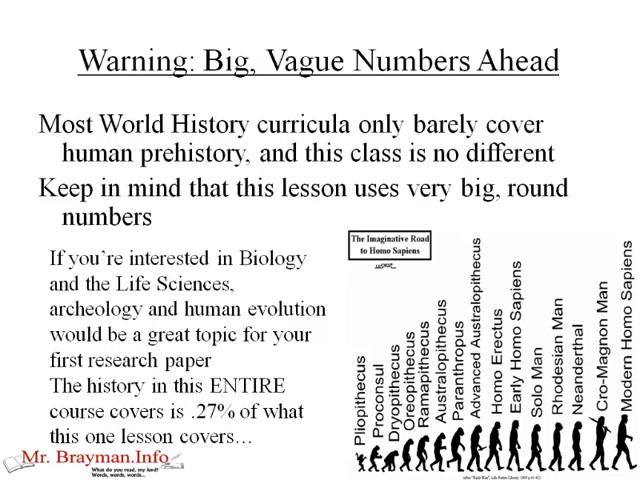 Warning: Big, Vague Numbers Ahead
Most World History curricula only barely cover
human prehistory, and this class is no different
Keep in mind that this lesson uses very big, round
numbers
If you're interested in Biology
and the Life Sciences,
archeology and human evolution
would be a great topic for your
first research paper
The history in this ENTIRE
course covers is .27% of what
this one lesson covers…
The Imaginative Road
to Homo Sapiens
Pliopithecus
Proconsul
Dryopithecus
Oreopithecus
Ramapithecus
Australopithecus
Paranthropus
Advanced Australopithecus
Homo Erectus
Early Homo Sapiens
Solo Man
Rhodesian Man
Neanderthal
Cro-Magnon Man
Modern Homo Sapiens
Mr. Brayman.Info
What do you read, my lord?
Words, words, words...